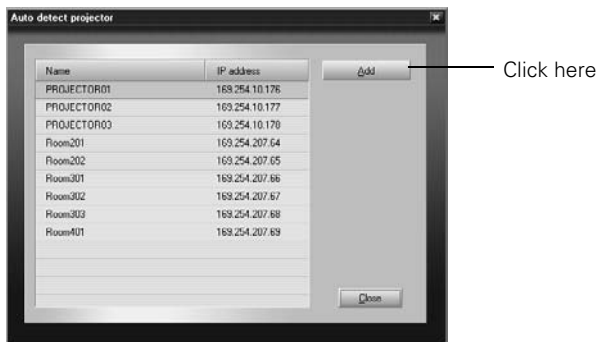 Auto detect projector
Name IP address Add Click here
PROJECTOR01 169.254.10.176
PROJECTOR02 169.254.10.177
PROJECTOR03 169.254.10.178
Room201 169.254.207.64
Room202 169.254.207.65
Room301 169.254.207.66
Room302 169.254.207.67
Room303 169.254.207.68
Room401 169.254.207.69
Close